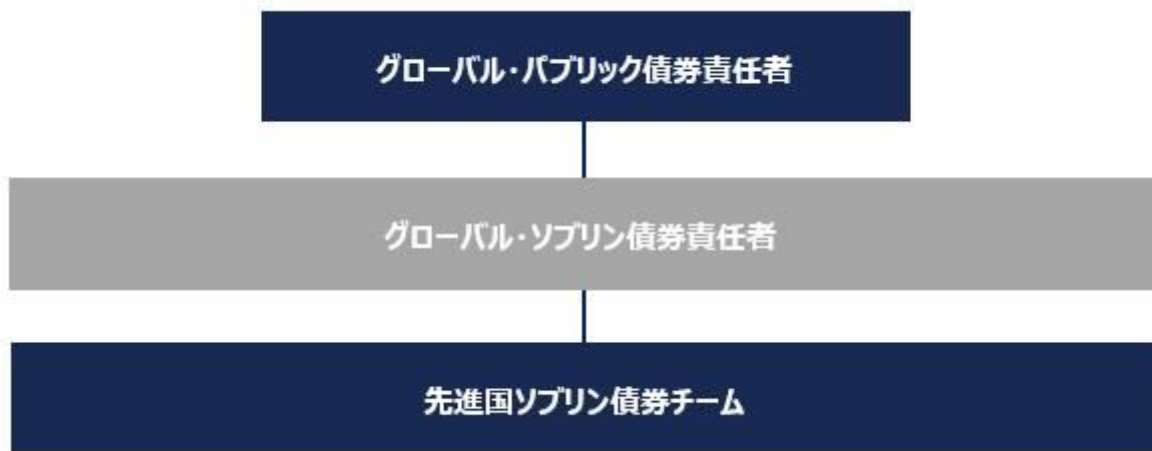 グローバル・パブリック債券責任者
グローバル・ソブリン債券責任者
先進国ソブリン債券チーム